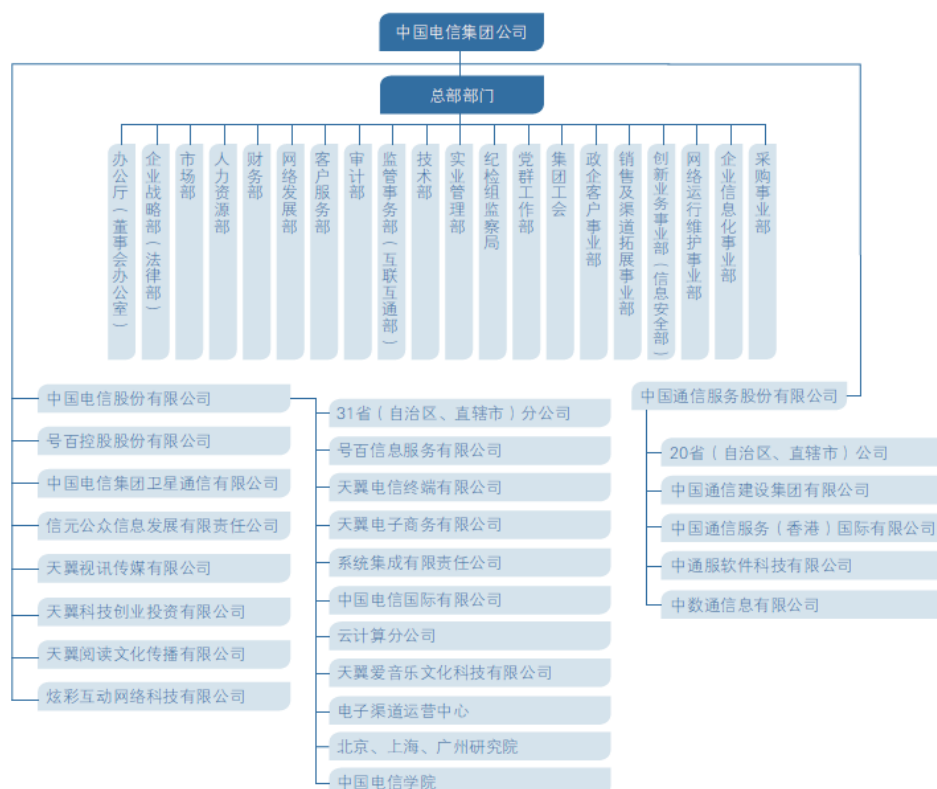 中国电信集团公司
总部部门
办公厅（董事会办公室）
企业战略部（法律部）
市场部
人力资源部
财务部
网络发展部
客户服务部
审计部
监管事务部（互联互通部）
技术部
实业管理部
纪检组监察局
党群工作部
集团工会
政企客户事业部
销售及渠道拓展事业部
创新业务事业部（信息安全部）
网络运行维护事业部
企业信息化事业部
采购事业部
中国电信股份有限公司
号百控股股份有限公司
中国电信集团卫星通信有限公司
信元公众信息发展有限责任公司
天翼视讯传媒有限公司
天翼科技创业投资有限公司
天翼阅读文化传播有限公司
炫彩互动网络科技有限公司
31省（自治区、直辖市）分公司
号百信息服务有限公司
天翼电信终端有限公司
天翼电子商务有限公司
系统集成有限责任公司
中国电信国际有限公司
云计算分公司
天翼爱音乐文化科技有限公司
电子渠道运营中心
北京、上海、广州研究院
中国电信学院
中国通信服务股份有限公司
20省（自治区、直辖市）公司
中国通信建设集团有限公司
中国通信服务（香港）国际有限公司
中通服软件科技有限公司
中数通信息有限公司